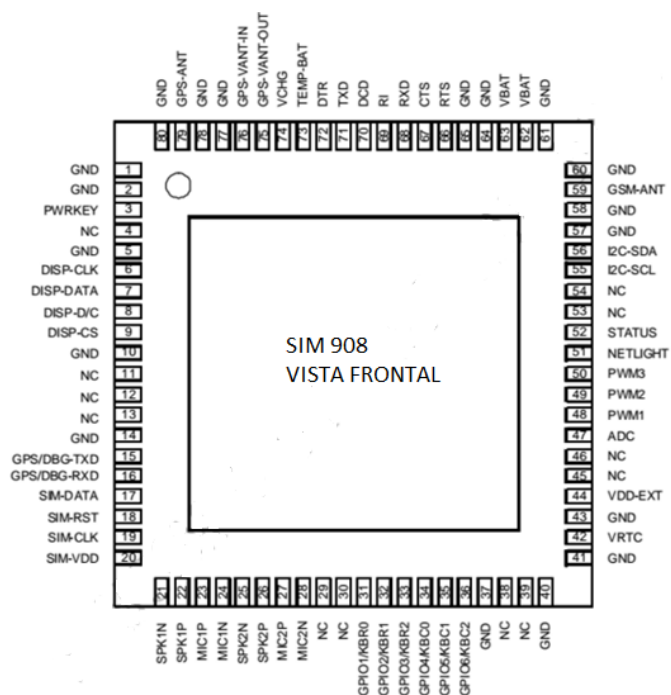 GND GPS-ANT GND GND GPS-VANT-IN GPS-VANT-OUT VCHG TEMP-BAT DTR TXD DCD RI RXD CTS RTS GND GND VBAT VBAT GND
80 79 78 77 76 75 74 73 72 71 70 69 68 67 66 65 64 63 62 61
GND 1
GND 2
PWRKEY 3
NC 4
GND 5
DISP-CLK 6
DISP-DATA 7
DISP-D/C 8
DISP-CS 9
GND 10
NC 11
NC 12
NC 13
GND 14
GPS/DBG-TXD 15
GPS/DBG-RXD 16
SIM-DATA 17
SIM-RST 18
SIM-CLK 19
SIM-VDD 20
SIM 908
VISTA FRONTAL
60 GND
59 GSM-ANT
58 GND
57 GND
56 I2C-SDA
55 I2C-SCL
54 NC
53 NC
52 STATUS
51 NETLIGHT
50 PWM3
49 PWM2
48 PWM1
47 ADC
46 NC
45 NC
44 VDD-EXT
43 GND
42 VRTC
41 GND
21 22 23 24 25 26 27 28 29 30 31 32 33 34 35 36 37 38 39 40
SPK1N SPK1P MIC1P MIC1N SPK2N SPK2P MIC2P MIC2N NC NC GPIO1/KBR0 GPIO2/KBR1 GPIO3/KBR2 GPIO4/KBC0 GPIO5/KBC1 GPIO6/KBC2 GND NC NC GND